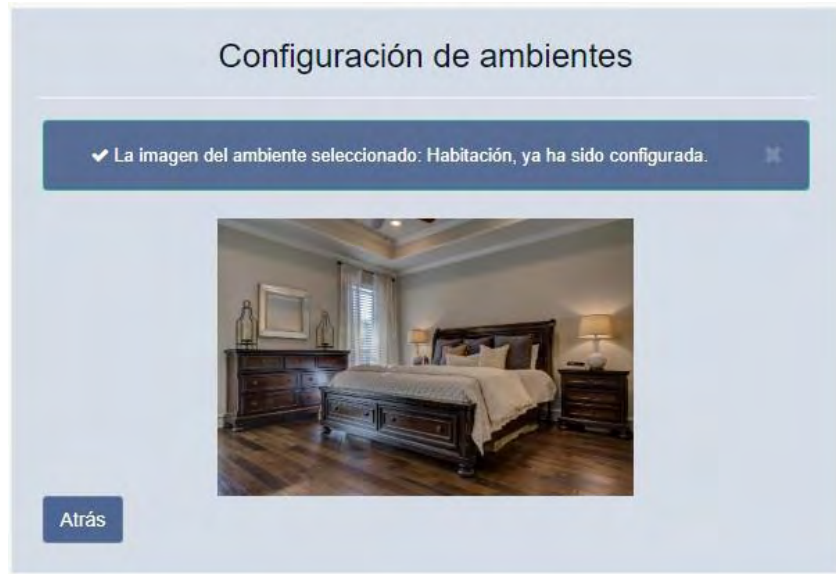 Configuración de ambientes
✔ La imagen del ambiente seleccionado: Habitación, ya ha sido configurada. ✖
Atrás